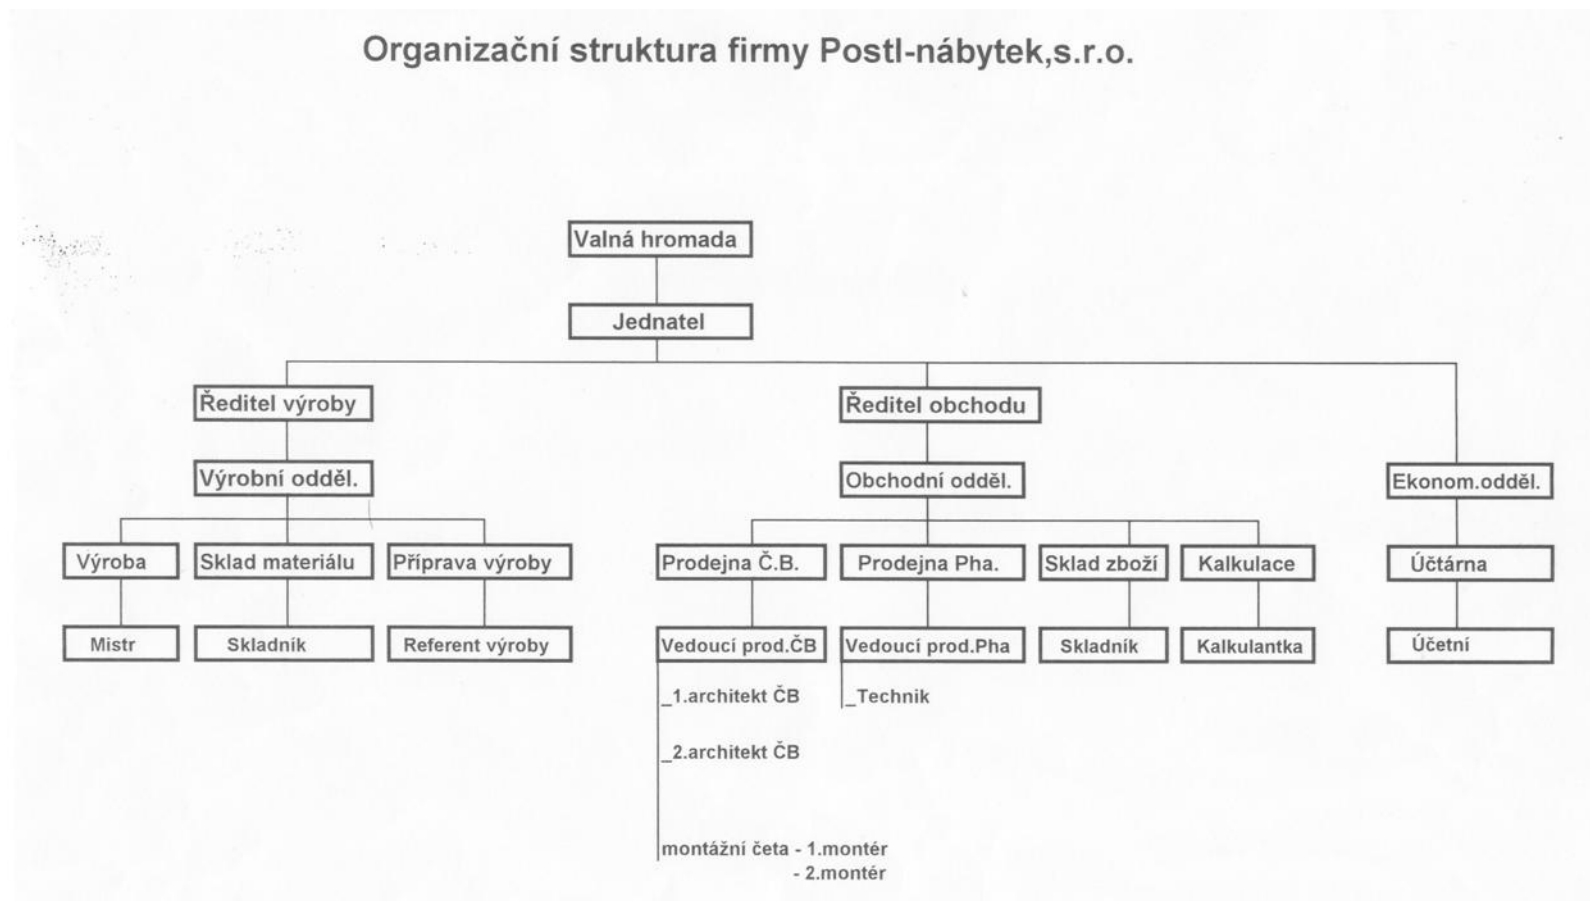 Organizační struktura firmy Postl-nábytek,s.r.o.
Valná hromada
Jednatel
Ředitel výroby
Ředitel obchodu
Výrobní odděl.
Obchodní odděl.
Ekonom.odděl.
Výroba
Sklad materiálu
Příprava výroby
Prodejna Č.B.
Prodejna Pha.
Sklad zboží
Kalkulace
Účtárna
Mistr
Skladník
Referent výroby
Vedoucí prod.ČB
Vedoucí prod.Pha
Skladník
Kalkulantka
Účetní
_1.architekt ČB
_Technik
_2.architekt ČB
montážní četa - 1.montér
- 2.montér